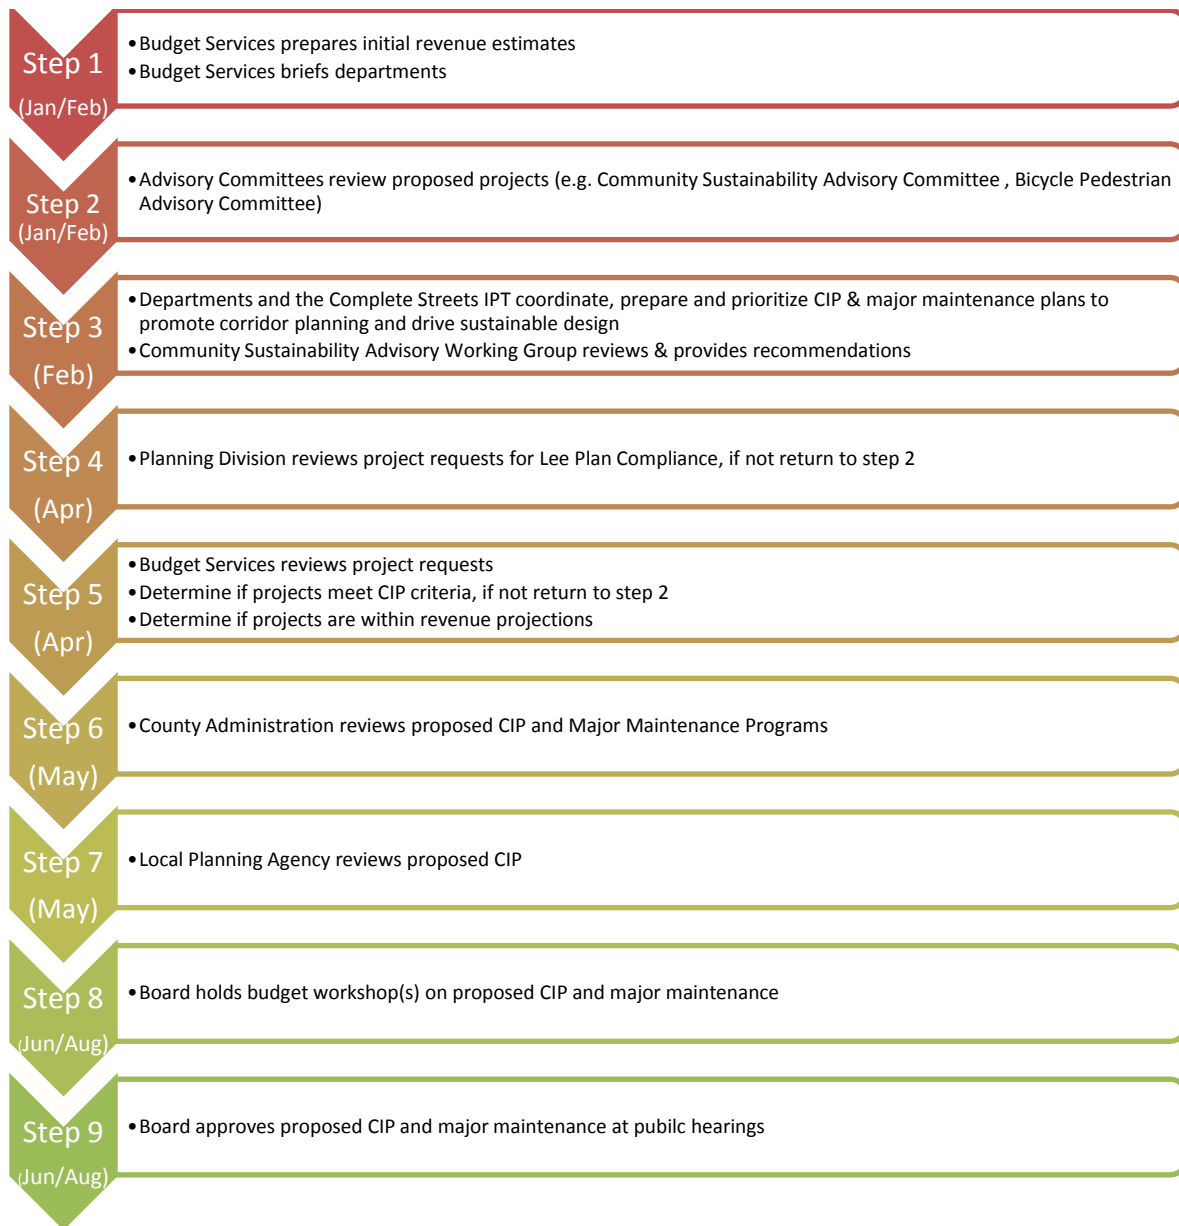 Step 1
(Jan/Feb)
•Budget Services prepares initial revenue estimates
•Budget Services briefs departments
Step 2
(Jan/Feb)
•Advisory Committees review proposed projects (e.g. Community Sustainability Advisory Committee , Bicycle Pedestrian
Advisory Committee)
Step 3
(Feb)
•Departments and the Complete Streets IPT coordinate, prepare and prioritize CIP & major maintenance plans to
promote corridor planning and drive sustainable design
•Community Sustainability Advisory Working Group reviews & provides recommendations
Step 4
(Apr)
•Planning Division reviews project requests for Lee Plan Compliance, if not return to step 2
Step 5
(Apr)
•Budget Services reviews project requests
•Determine if projects meet CIP criteria, if not return to step 2
•Determine if projects are within revenue projections
Step 6
(May)
•County Administration reviews proposed CIP and Major Maintenance Programs
Step 7
(May)
•Local Planning Agency reviews proposed CIP
Step 8
(Jun/Aug)
•Board holds budget workshop(s) on proposed CIP and major maintenance
Step 9
(Jun/Aug)
•Board approves proposed CIP and major maintenance at pubilc hearings